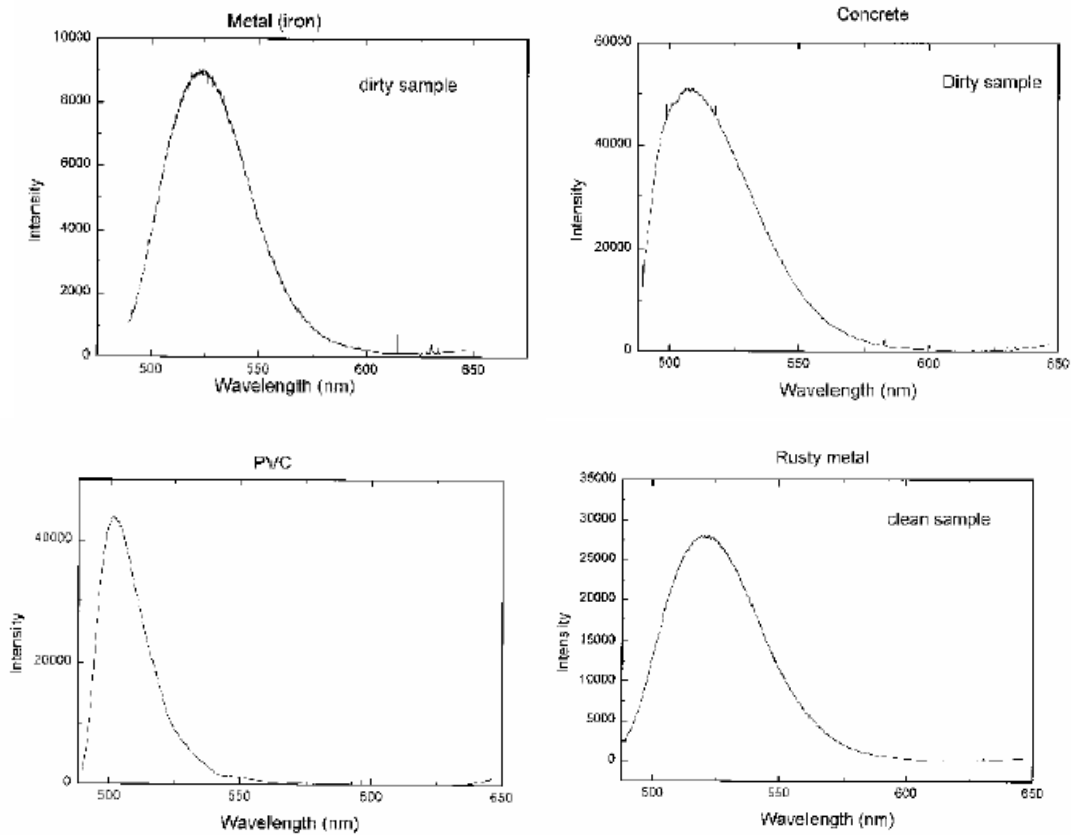 Metal (iron)
10000
8000
6000
4000
2000
0
Intensity
dirty sample
500
550
600
650
Wavelength (nm)
Concrete
60000
40000
20000
0
Intensity
Dirty sample
500
550
600
650
Wavelength (nm)
PVC
40000
20000
0
Intensity
500
550
600
650
Wavelength (nm)
Rusty metal
35000
30000
25000
20000
15000
10000
5000
0
Intensity
clean sample
500
550
600
650
Wavelength (nm)